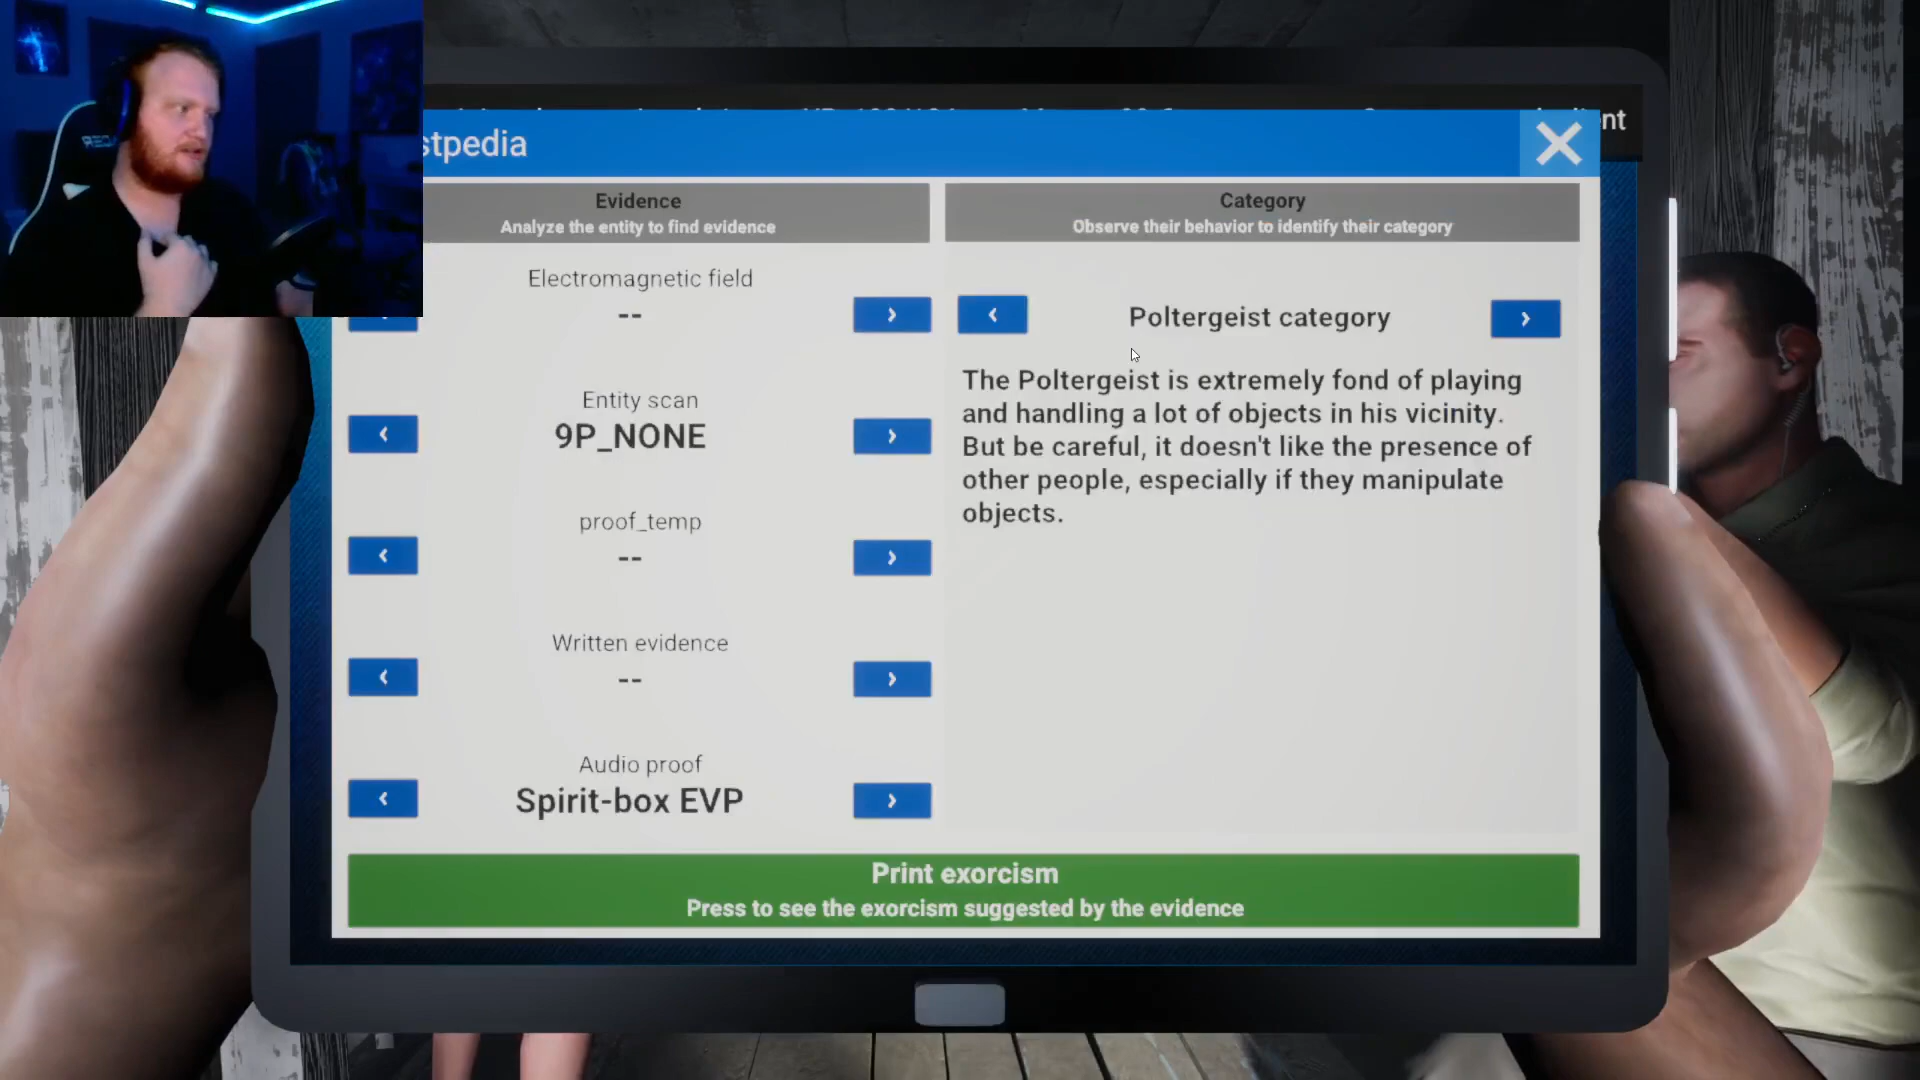 stpedia
Evidence
Analyze the entity to find evidence
Category
Observe their behavior to identify their category
Electromagnetic field
--
Entity scan
9P_NONE
proof_temp
--
Written evidence
--
Audio proof
Spirit-box EVP
Poltergeist category
The Poltergeist is extremely fond of playing
and handling a lot of objects in his vicinity.
But be careful, it doesn't like the presence of
other people, especially if they manipulate
objects.
Print exorcism
Press to see the exorcism suggested by the evidence